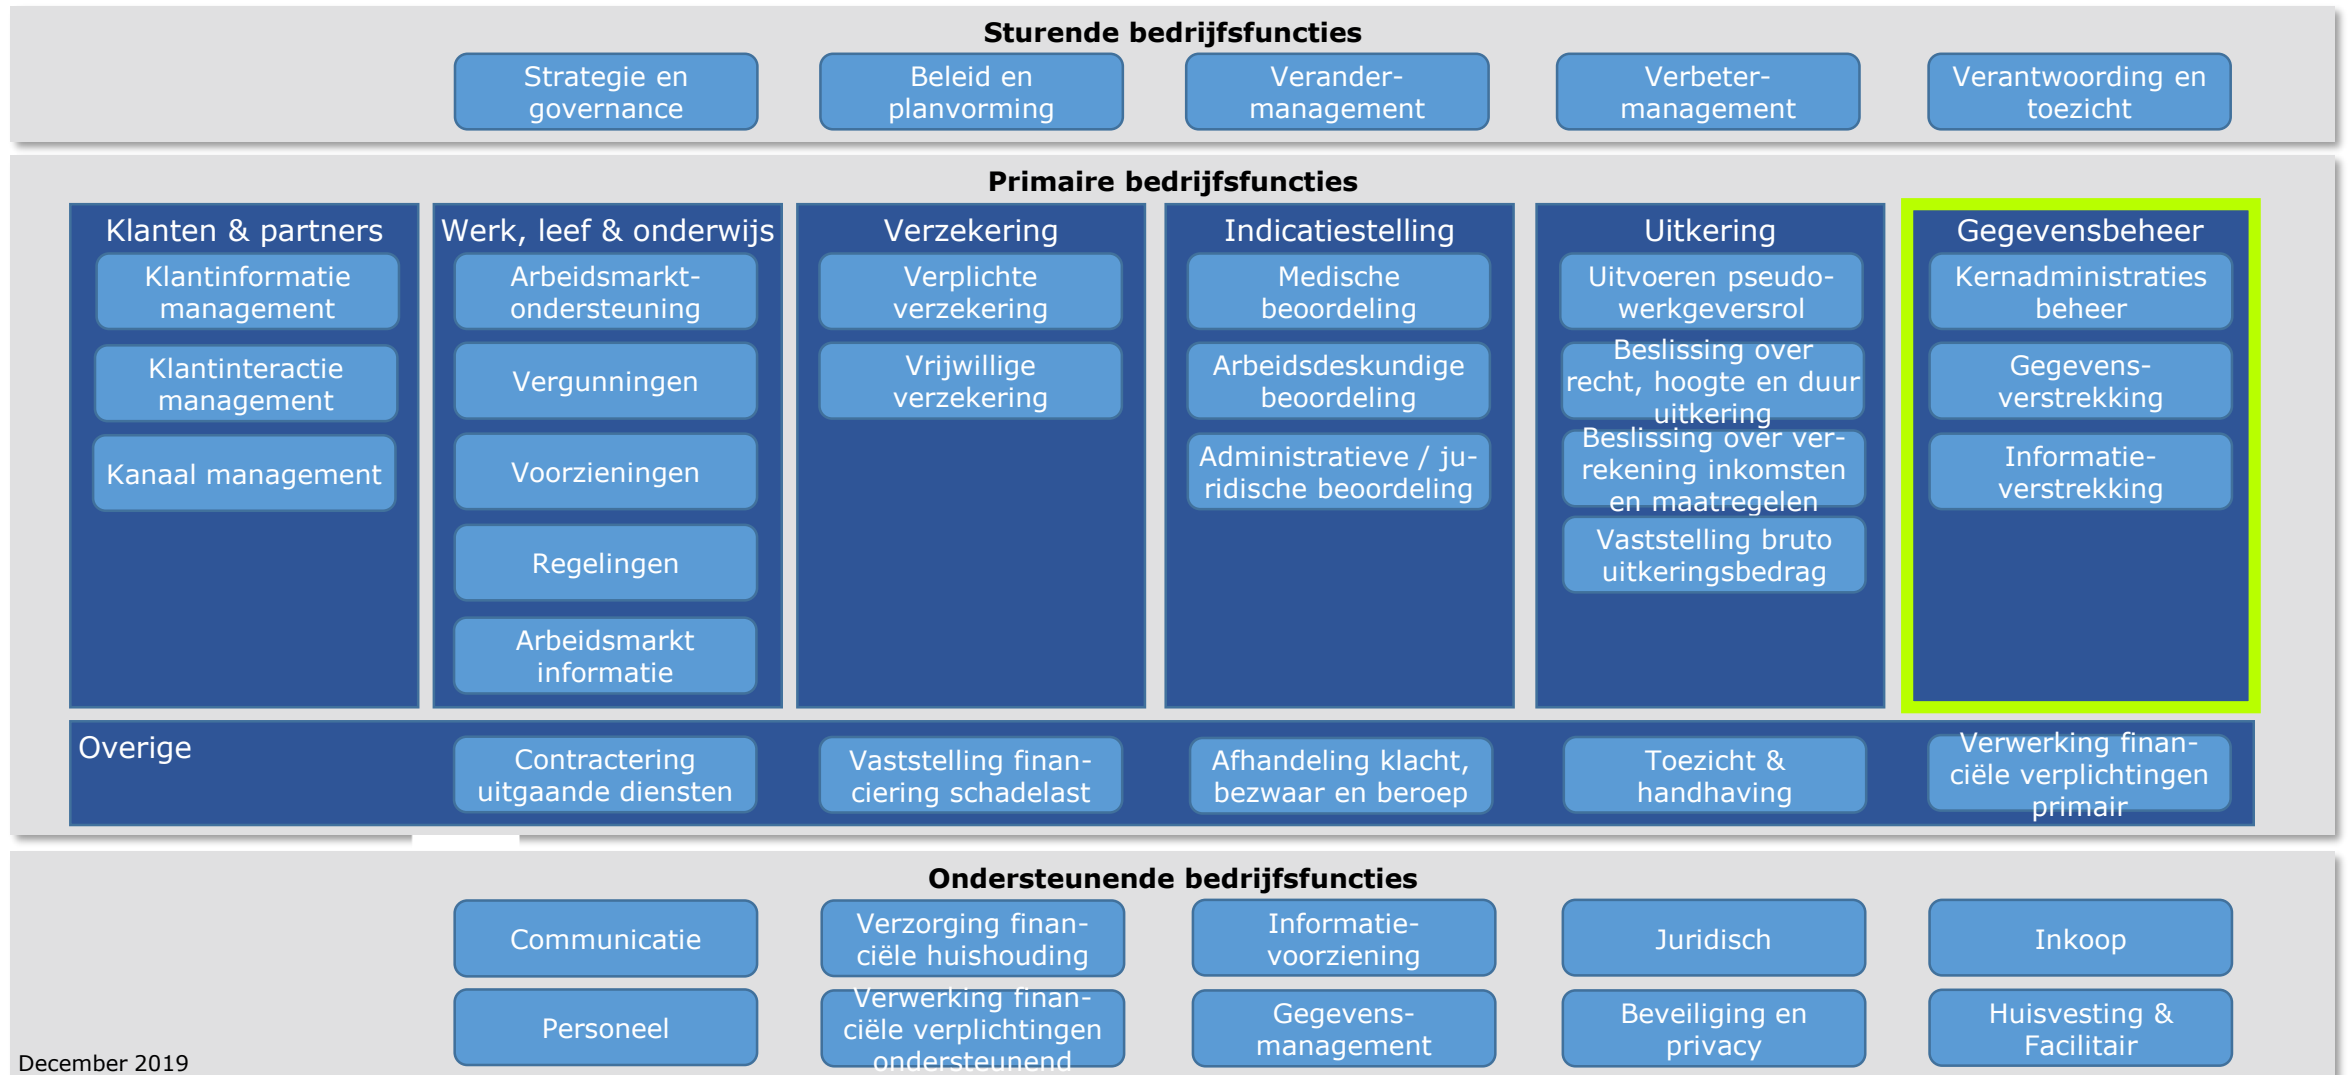 Sturende bedrijfsfuncties
Strategie en
governance
Beleid en
planvorming
Verander-
management
Verbeter-
management
Verantwoording en
toezicht
Primaire bedrijfsfuncties
Klanten & partners
Klantinformatie
management
Klantinteractie
management
Kanaal management
Werk, leef & onderwijs
Arbeidsmarkt-
ondersteuning
Vergunningen
Voorzieningen
Regelingen
Arbeidsmarkt
informatie
Verzekering
Verplichte
verzekering
Vrijwillige
verzekering
Indicatiestelling
Medische
beoordeling
Arbeidsdeskundige
beoordeling
Administratieve / ju-
ridische beoordeling
Uitkering
Uitvoeren pseudo-
werkgeversrol
Beslissing over
recht, hoogte en duur
uitkering
Beslissing over ver-
rekening inkomsten
en maatregelen
Vaststelling bruto
uitkeringsbedrag
Gegevensbeheer
Kernadministraties
beheer
Gegevens-
verstrekking
Informatie-
verstrekking
Overige
Contractering
uitgaande diensten
Vaststelling finan-
ciering schadelast
Afhandeling klacht,
bezwaar en beroep
Toezicht &
handhaving
Verwerking finan-
ciële verplichtingen
primair
Ondersteunende bedrijfsfuncties
Communicatie
Verzorging finan-
ciële huishouding
Informatie-
voorziening
Juridisch
Inkoop
Personeel
Verwerking finan-
ciële verplichtingen
ondersteunend
Gegevens-
management
Beveiliging en
privacy
Huisvesting &
Facilitair
December 2019